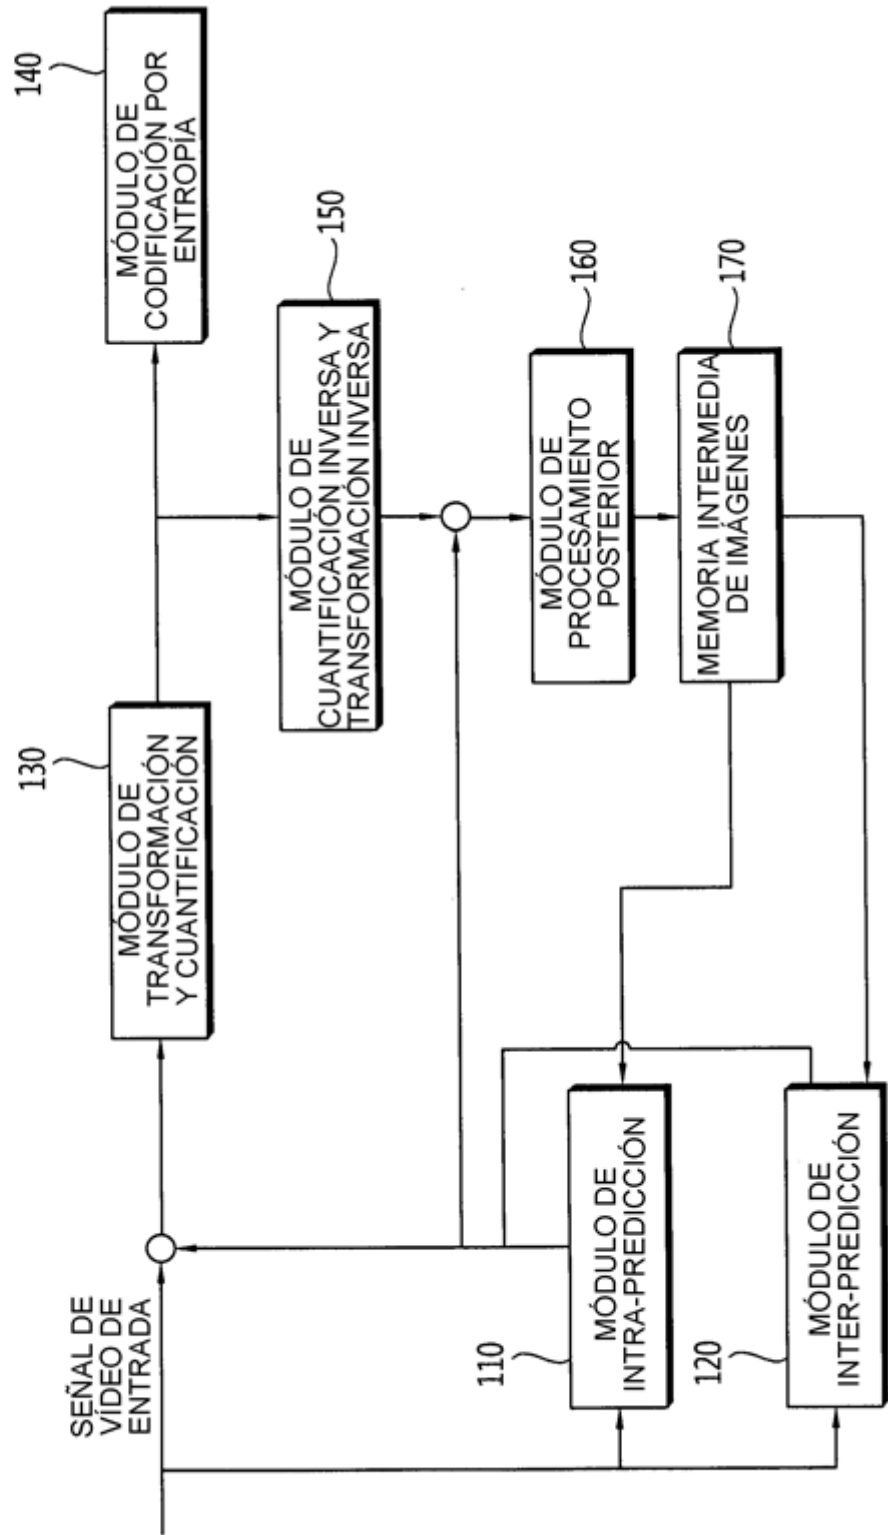 SEÑAL DE
VÍDEO DE
ENTRADA
130
MÓDULO DE
TRANSFORMACIÓN
Y CUANTIFICACIÓN
140
MÓDULO DE
CODIFICACIÓN POR
ENTROPÍA
150
MÓDULO DE
CUANTIFICACIÓN INVERSA Y
TRANSFORMACIÓN INVERSA
160
MÓDULO DE
PROCESAMIENTO
POSTERIOR
170
MEMORIA INTERMEDIA
DE IMÁGENES
110
MÓDULO DE
INTRA-PREDICCIÓN
120
MÓDULO DE
INTER-PREDICCIÓN